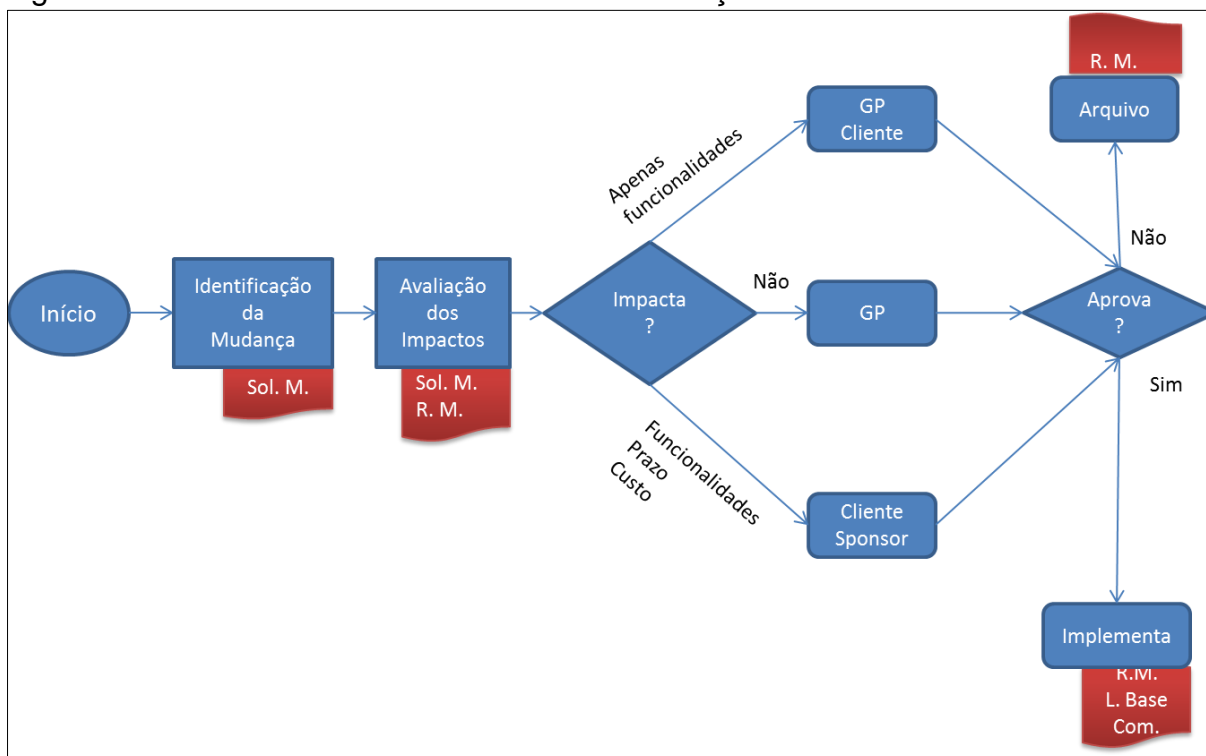 R. M.
Arquivo
GP
Cliente
Apenas
funcionalidades
Não
Início
Identificação
da
Mudança
Sol. M.
Avaliação
dos
Impactos
Sol. M.
R. M.
Impacta
?
Não
GP
Aprova
?
Sim
Funcionalidades
Prazo
Custo
Cliente
Sponsor
Implementa
R.M.
L. Base
Com.